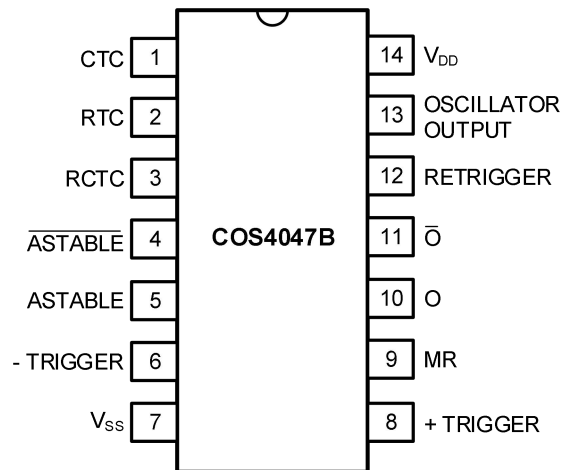 CTC 1
RTC 2
RCTC 3
A̅S̅T̅A̅B̅L̅E̅ 4
ASTABLE 5
- TRIGGER 6
VSS 7
COS4047B
14 VDD
13 OSCILLATOR
OUTPUT
12 RETRIGGER
11 O̅
10 O
9 MR
8 + TRIGGER